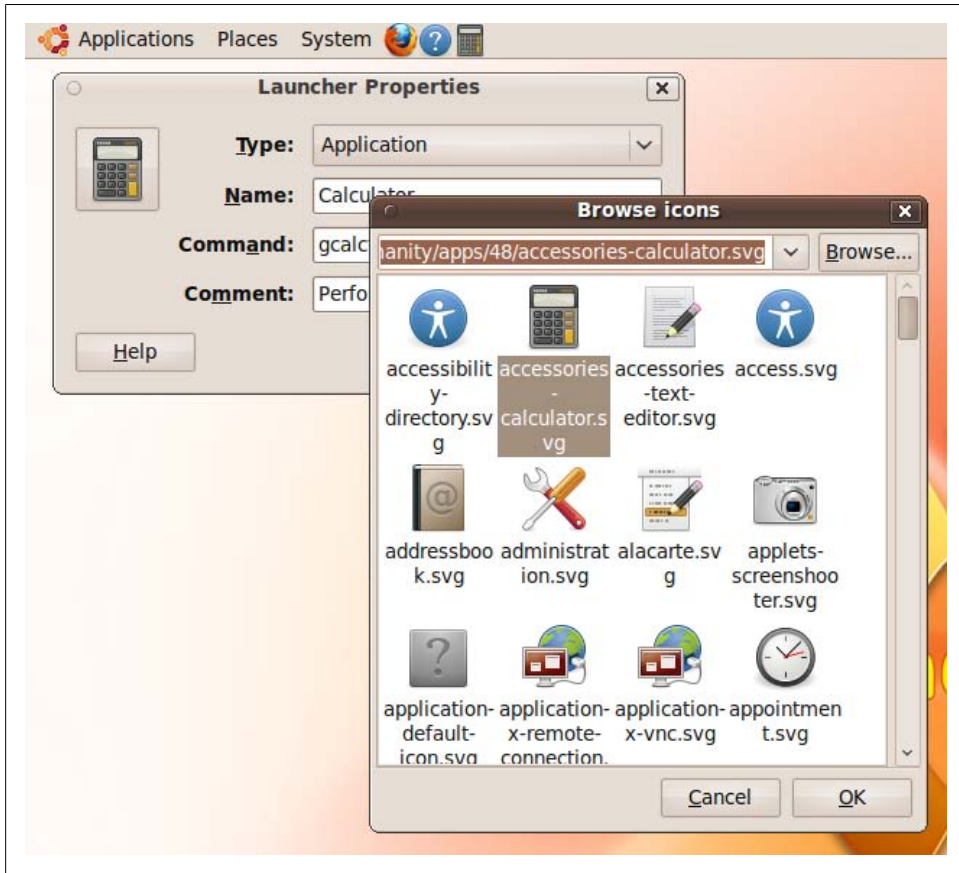 Applications Places System
Launcher Properties
Type: Application
Name: Calculator
Command: gcalc
Comment: Perfo
Help
Browse icons
anity/apps/48/accessories-calculator.svg Browse...
accessibilit accessories accessories access.svg
y- - -text-
directory.sv calculator.s editor.svg
g vg
addressboo administrat alacarte.sv applets-
k.svg ion.svg g screenshoo
ter.svg
application- application- application- appointmen
default- x-remote- x-vnc.svg t.svg
icon.svg connection.
Cancel OK